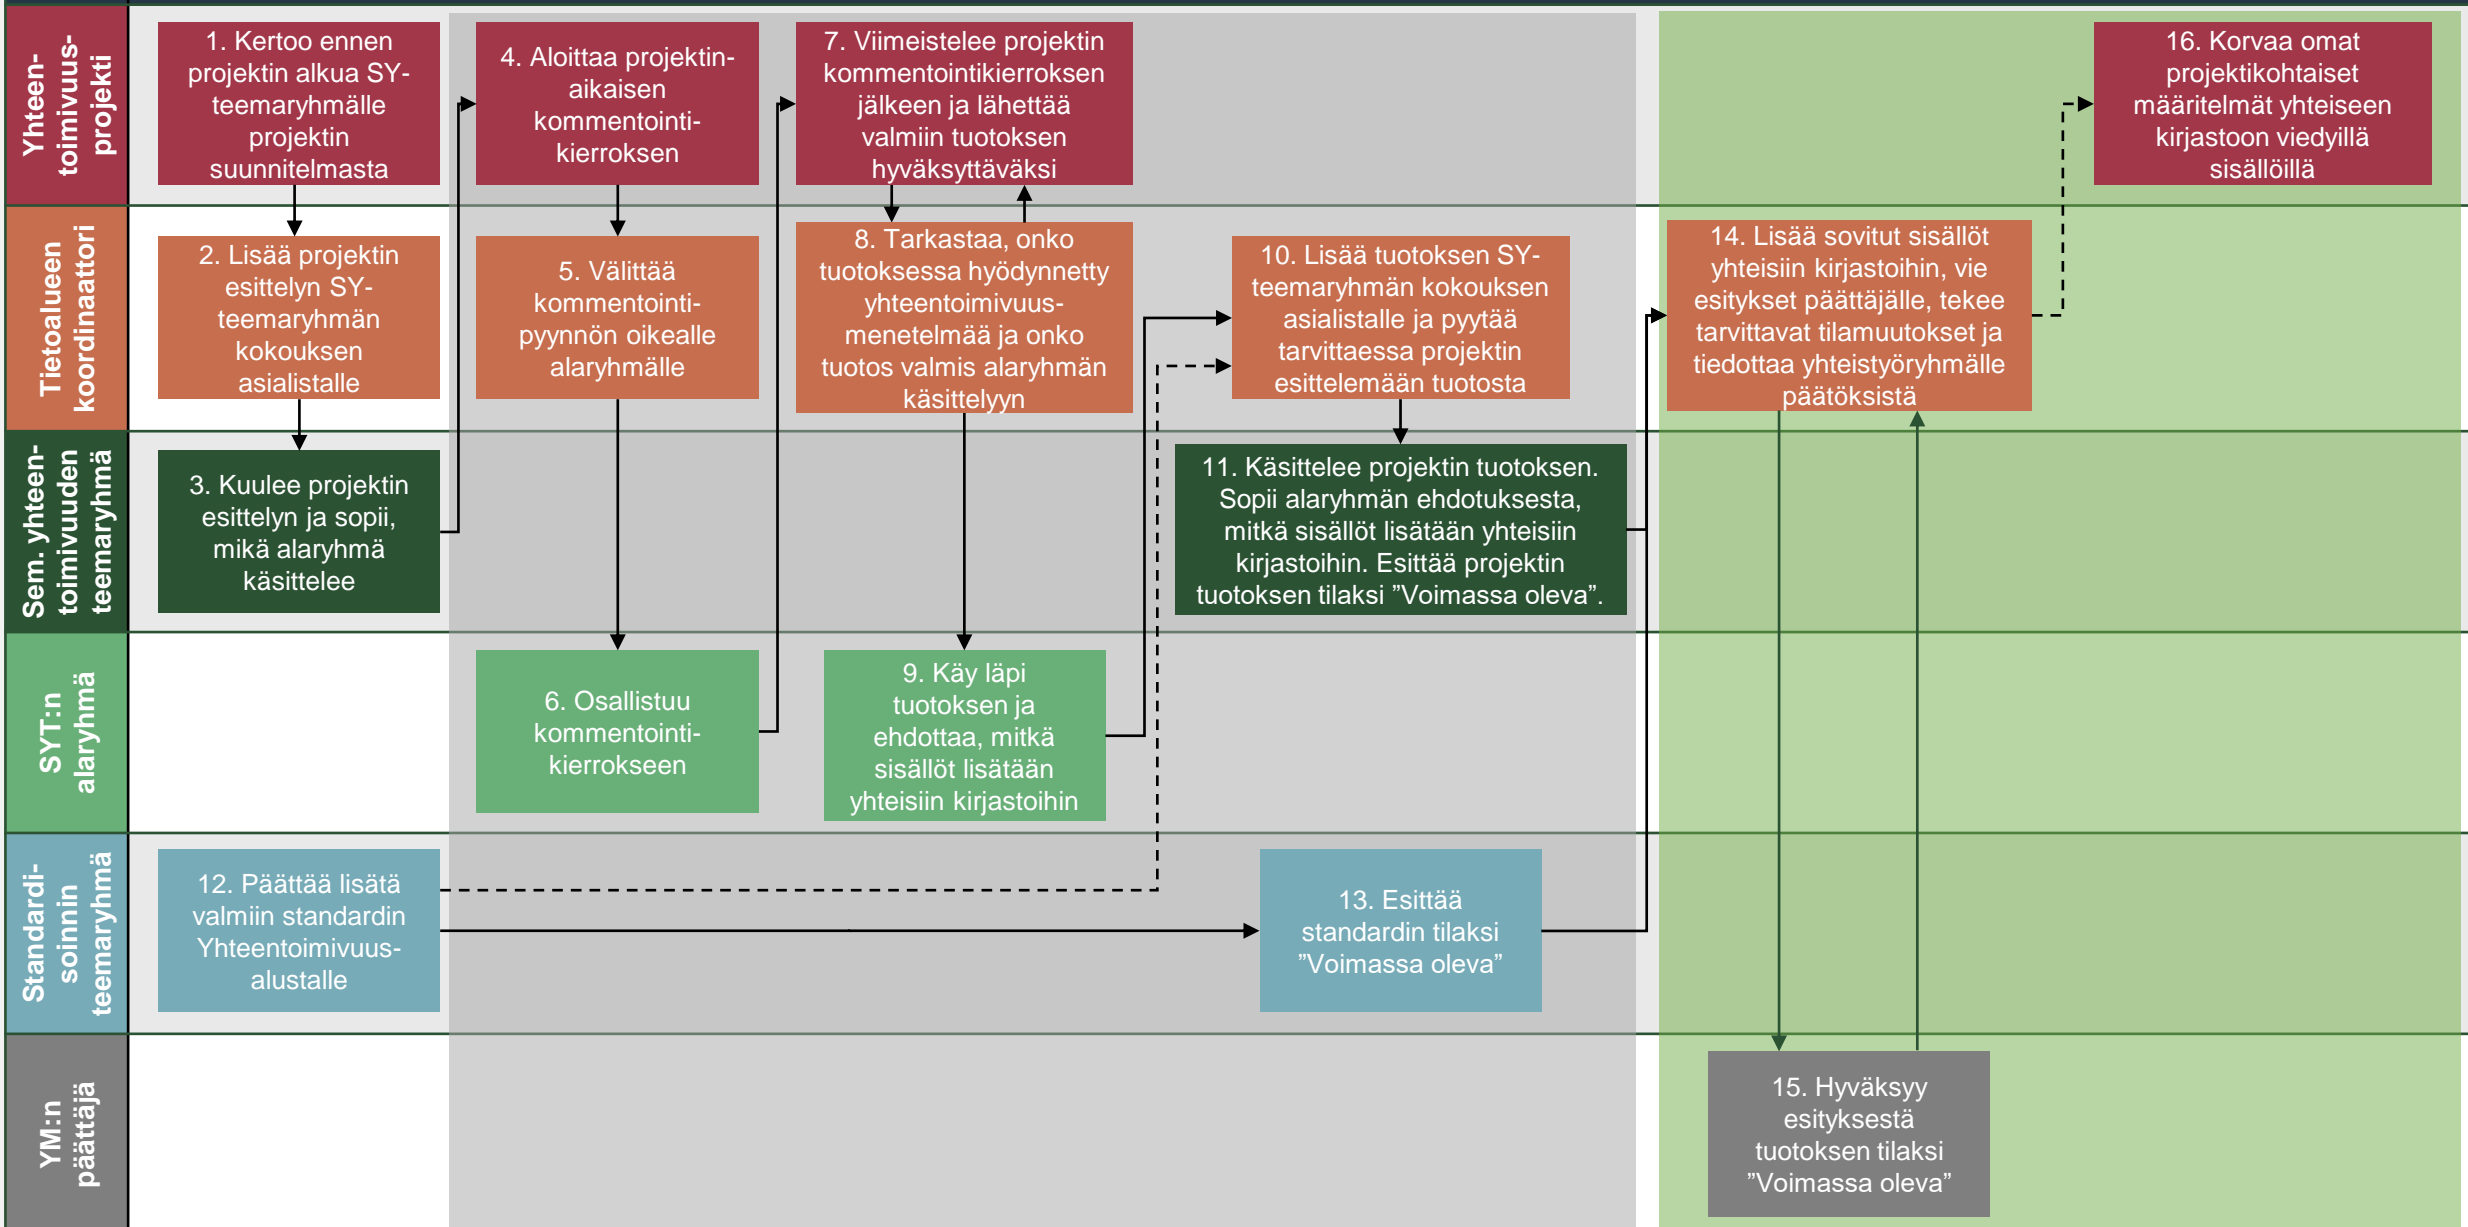 Yhteen-
toimivuus-
projekti
1. Kertoo ennen
projektin alkua SY-
teemaryhmälle
projektin
suunnitelmasta
4. Aloittaa projektin-
aikaisen
kommentointi-
kierroksen
7. Viimeistelee projektin
kommentointikierroksen
jälkeen ja lähettää
valmiin tuotoksen
hyväksyttäväksi
16. Korvaa omat
projektikohtaiset
määritelmät yhteiseen
kirjastoon viedyillä
sisällöillä
Tietoalueen
koordinaattori
2. Lisää projektin
esittelyn SY-
teemaryhmän
kokouksen
asialistalle
5. Välittää
kommentointi-
pyynnön oikealle
alaryhmälle
8. Tarkastaa, onko
tuotoksessa hyödynnetty
yhteentoimivuus-
menetelmää ja onko
tuotos valmis alaryhmän
käsittelyyn
10. Lisää tuotoksen SY-
teemaryhmän kokouksen
asialistalle ja pyytää
tarvittaessa projektin
esittelemään tuotosta
14. Lisää sovitut sisällöt
yhteisiin kirjastoihin, vie
esitykset päättäjälle, tekee
tarvittavat tilamuutokset ja
tiedottaa yhteistyöryhmälle
päätöksistä
Sem. yhteen-
toimivuuden
teemaryhmä
3. Kuulee projektin
esittelyn ja sopii,
mikä alaryhmä
käsittelee
11. Käsittelee projektin tuotoksen.
Sopii alaryhmän ehdotuksesta,
mitkä sisällöt lisätään yhteisiin
kirjastoihin. Esittää projektin
tuotoksen tilaksi ”Voimassa oleva”.
SYT:n
alaryhmä
6. Osallistuu
kommentointi-
kierrokseen
9. Käy läpi
tuotoksen ja
ehdottaa, mitkä
sisällöt lisätään
yhteisiin kirjastoihin
Standardi-
soinnin
teemaryhmä
12. Päättää lisätä
valmiin standardin
Yhteentoimivuus-
alustalle
13. Esittää
standardin tilaksi
”Voimassa oleva”
YM:n
päättäjä
15. Hyväksyy
esityksestä
tuotoksen tilaksi
”Voimassa oleva”